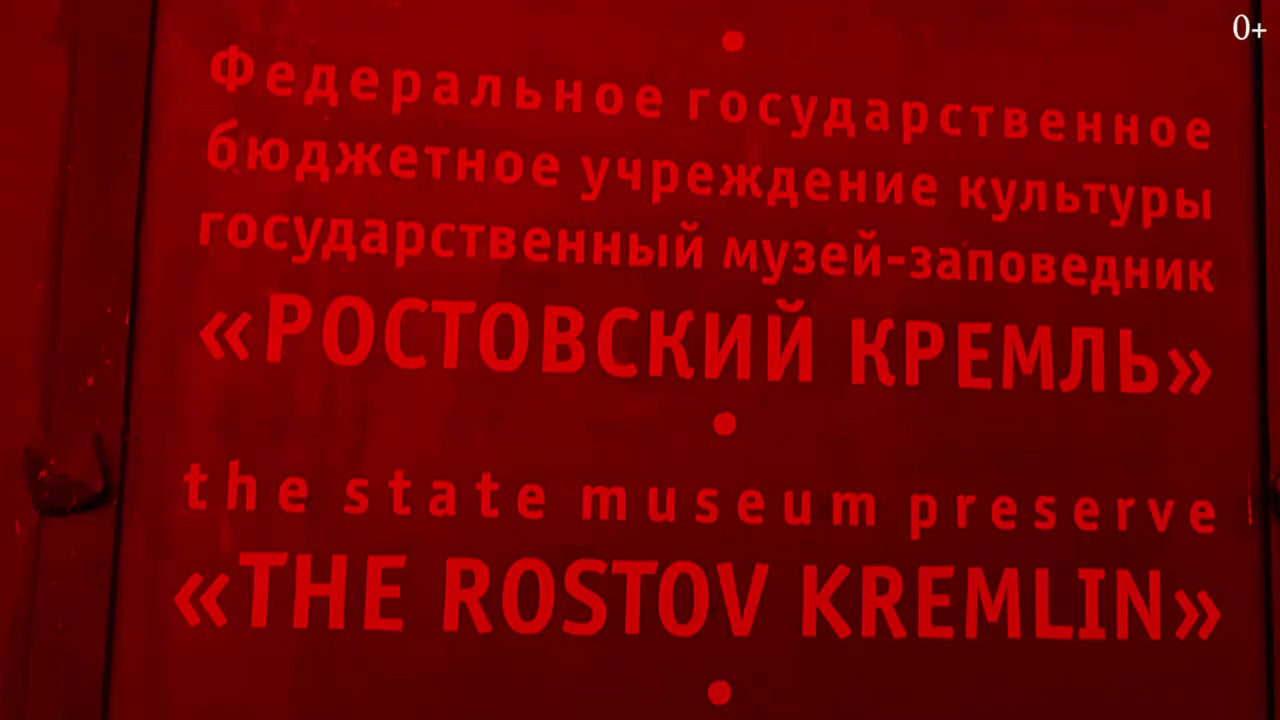 0+
Федеральное государственное
бюджетное учреждение культуры
государственный музей-заповедник
«РОСТОВСКИЙ КРЕМЛЬ»
the state museum preserve
«THE ROSTOV KREMLIN»